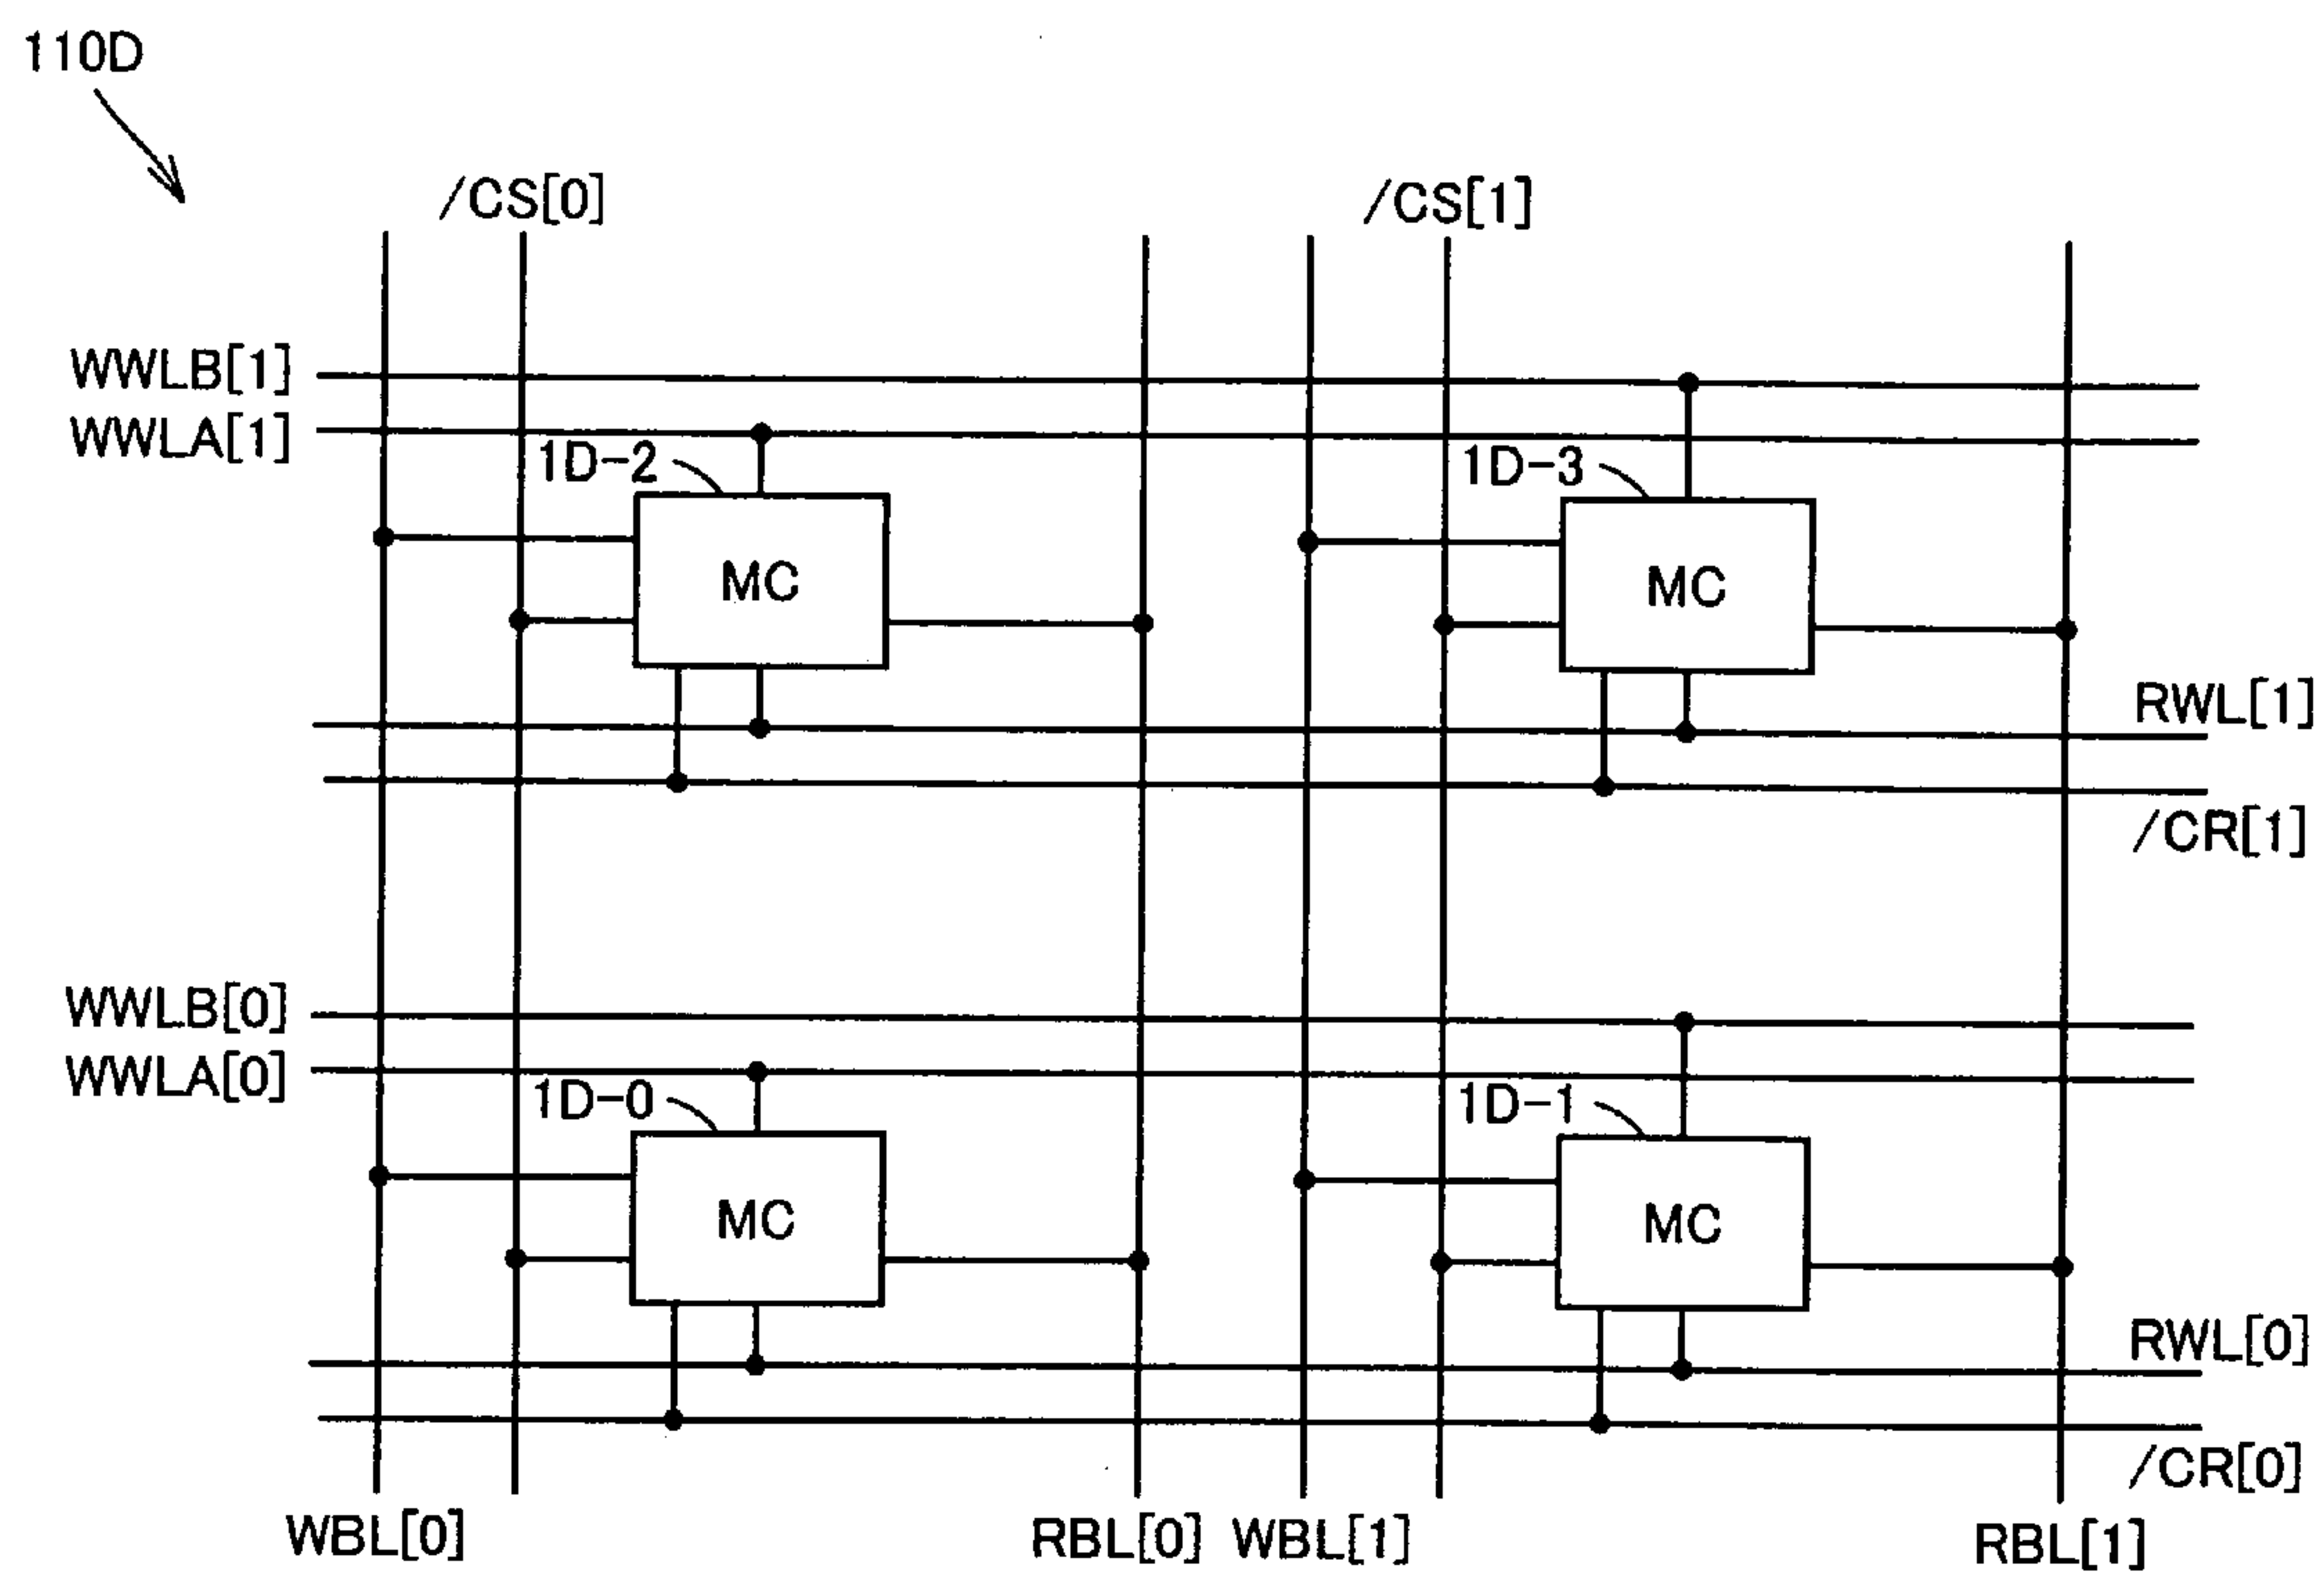 110D
/CS[0]
/CS[1]
WWLB[1]
WWLA[1]
1D-2
1D-3
MC
MC
RWL[1]
/CR[1]
WWLB[0]
WWLA[0]
1D-0
1D-1
MC
MC
RWL[0]
/CR[0]
WBL[0]
RBL[0]
WBL[1]
RBL[1]